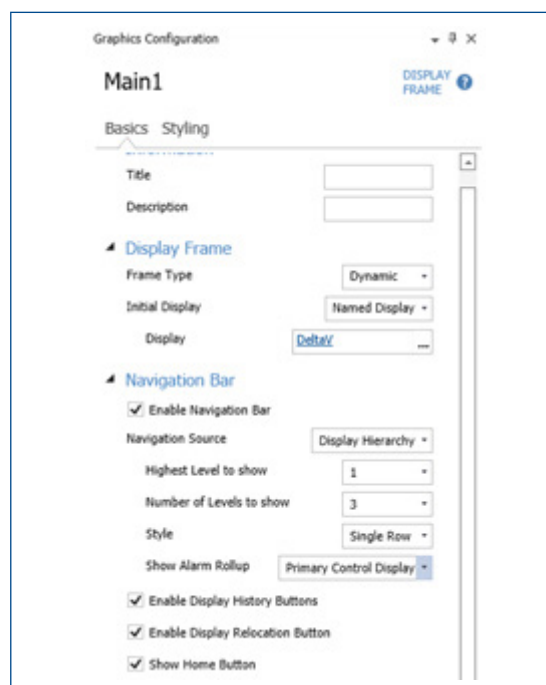 Graphics Configuration
Main1
DISPLAY
FRAME
Basics Styling
Information
Title
Description
Display Frame
Frame Type Dynamic
Initial Display Named Display
Display DeltaV ...
Navigation Bar
Enable Navigation Bar
Navigation Source Display Hierarchy
Highest Level to show 1
Number of Levels to show 3
Style Single Row
Show Alarm Rollup Primary Control Display
Enable Display History Buttons
Enable Display Relocation Button
Show Home Button